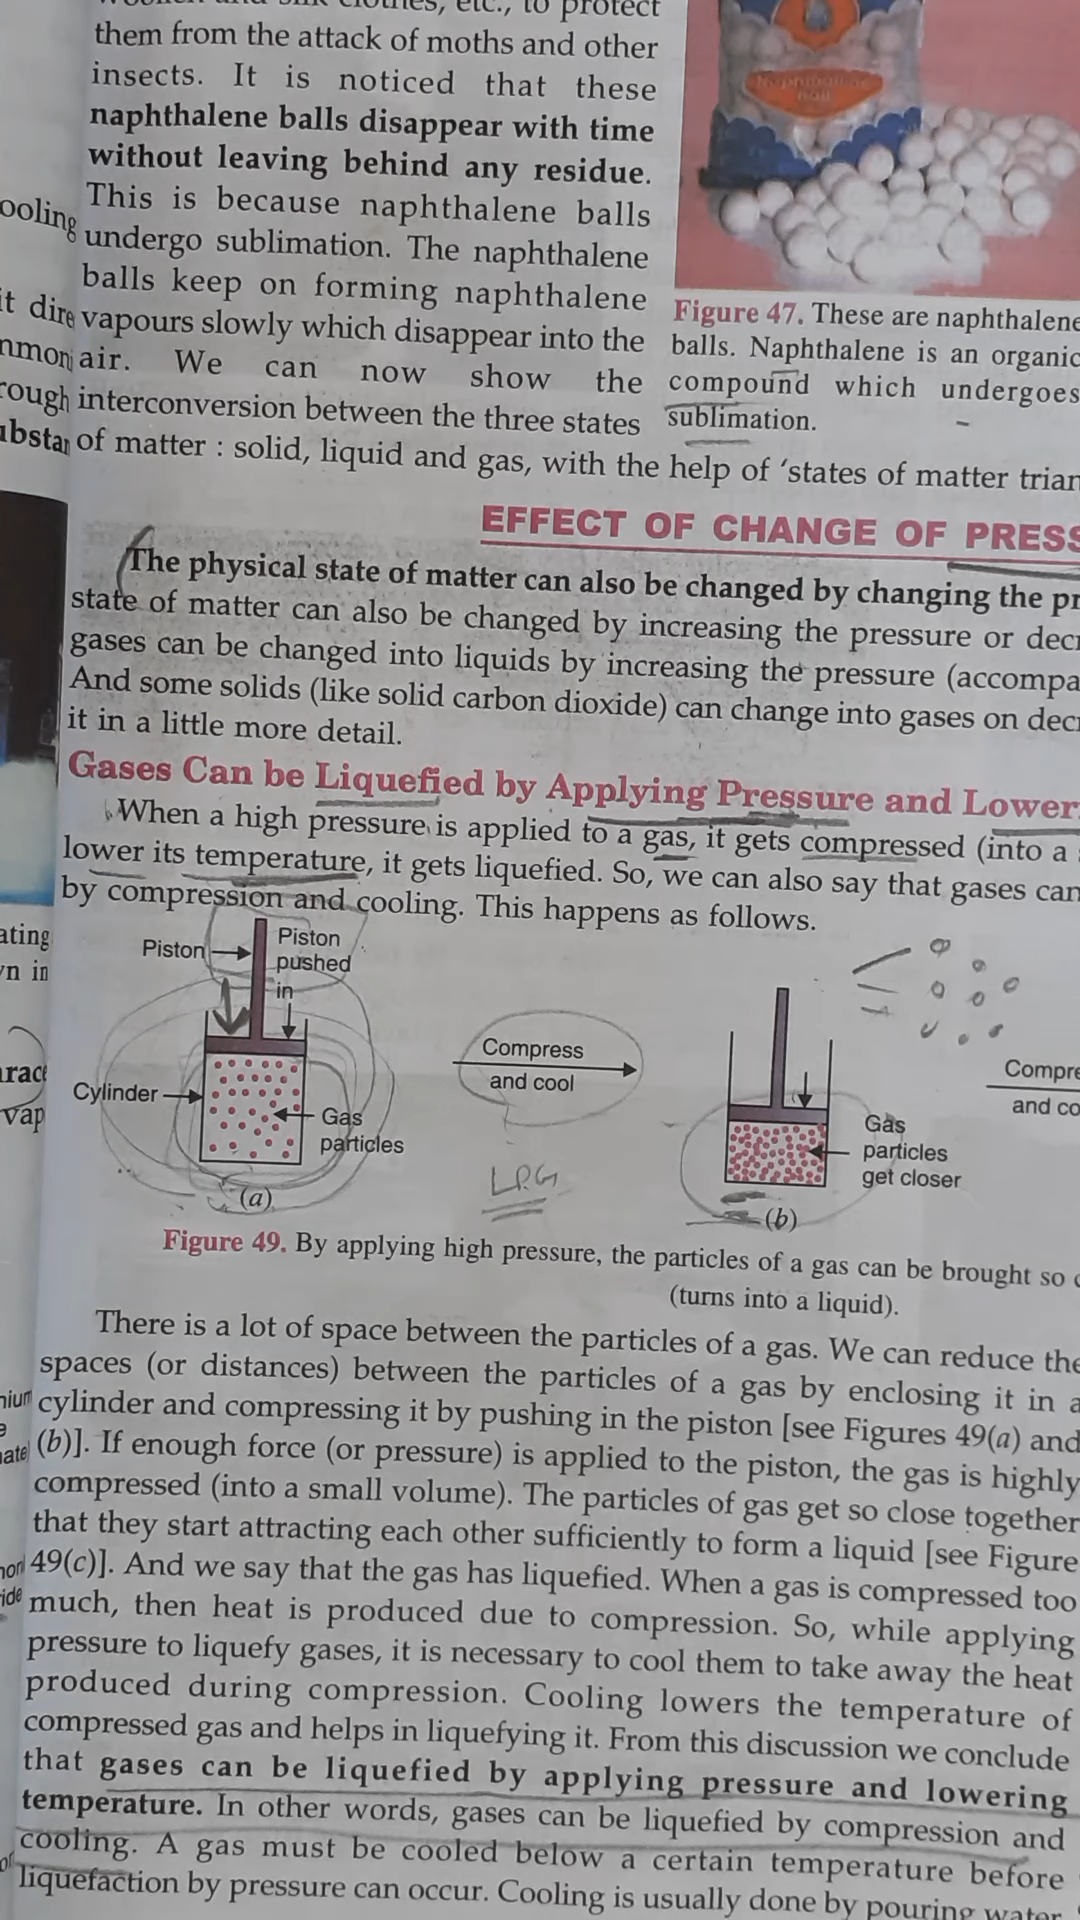 them from the attack of moths and other
insects. It is noticed that these
naphthalene balls disappear with time
without leaving behind any residue.
This is because naphthalene balls
undergo sublimation. The naphthalene
balls keep on forming naphthalene
vapours slowly which disappear into the
air. We can now show the
interconversion between the three states
of matter : solid, liquid and gas, with the help of ‘states of matter
Figure 47. These are naphthalene
balls. Naphthalene is an organic
compound which undergoes
sublimation.
EFFECT OF CHANGE OF PRESS
The physical state of matter can also be changed by changing the pr
state of matter can also be changed by increasing the pressure or decr
gases can be changed into liquids by increasing the pressure (accompa
And some solids (like solid carbon dioxide) can change into gases on decr
it in a little more detail.
Gases Can be Liquefied by Applying Pressure and Lower
When a high pressure is applied to a gas, it gets compressed (into a
lower its temperature, it gets liquefied. So, we can also say that gases can
by compression and cooling. This happens as follows.
Piston
Piston
pushed
in
Cylinder
Gas
particles
(a)
Compress
and cool
LPG
Gas
particles
get closer
(b)
Compre
and co
Figure 49. By applying high pressure, the particles of a gas can be brought so
(turns into a liquid).
There is a lot of space between the particles of a gas. We can reduce the
spaces (or distances) between the particles of a gas by enclosing it in a
cylinder and compressing it by pushing in the piston [see Figures 49(a) and
(b)]. If enough force (or pressure) is applied to the piston, the gas is highly
compressed (into a small volume). The particles of gas get so close together
that they start attracting each other sufficiently to form a liquid [see Figure
49(c)]. And we say that the gas has liquefied. When a gas is compressed too
much, then heat is produced due to compression. So, while applying
pressure to liquefy gases, it is necessary to cool them to take away the heat
produced during compression. Cooling lowers the temperature of
compressed gas and helps in liquefying it. From this discussion we conclude
that gases can be liquefied by applying pressure and lowering
temperature. In other words, gases can be liquefied by compression and
cooling. A gas must be cooled below a certain temperature before
liquefaction by pressure can occur. Cooling is usually done by pouring water